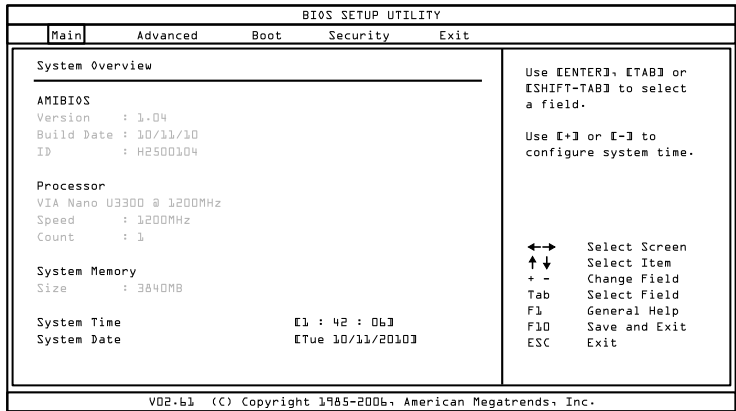 BIOS SETUP UTILITY
Main Advanced Boot Security Exit
System Overview
AMIBIOS
Version : 1.04
Build Date : 10/11/10
ID : H2500104
Processor
VIA Nano U3300 @ 1200MHz
Speed : 1200MHz
Count : 1
System Memory
Size : 3840MB
System Time [1 : 42 : 06]
System Date [Tue 10/11/2010]
Use [ENTER], [TAB] or
[SHIFT-TAB] to select
a field.
Use [+] or [-] to
configure system time.
←→ Select Screen
↑↓ Select Item
+ - Change Field
Tab Select Field
F1 General Help
F10 Save and Exit
ESC Exit
V02.61 (C) Copyright 1985-2006, American Megatrends, Inc.